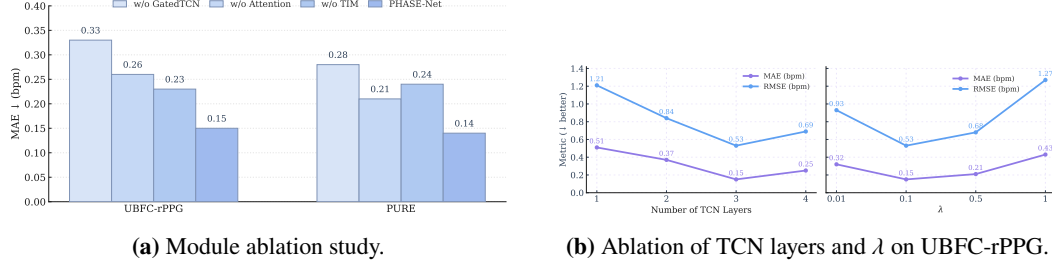 w/o GatedTCN w/o Attention w/o TIM PHASE-Net
MAE ↓ (bpm)
0.40
0.35
0.30
0.25
0.20
0.15
0.10
0.05
0.00
0.33
0.26
0.23
0.15
0.28
0.21
0.24
0.14
UBFC-rPPG PURE
(a) Module ablation study.
Metric (↓ better)
1.4
1.2
1.0
0.8
0.6
0.4
0.2
0.0
MAE (bpm)
RMSE (bpm)
1.21
0.84
0.53
0.69
0.51
0.37
0.15
0.25
1 2 3 4
Number of TCN Layers
MAE (bpm)
RMSE (bpm)
0.93
0.53
0.68
1.27
0.32
0.15
0.21
0.43
0.01 0.1 0.5 1
λ
(b) Ablation of TCN layers and λ on UBFC-rPPG.